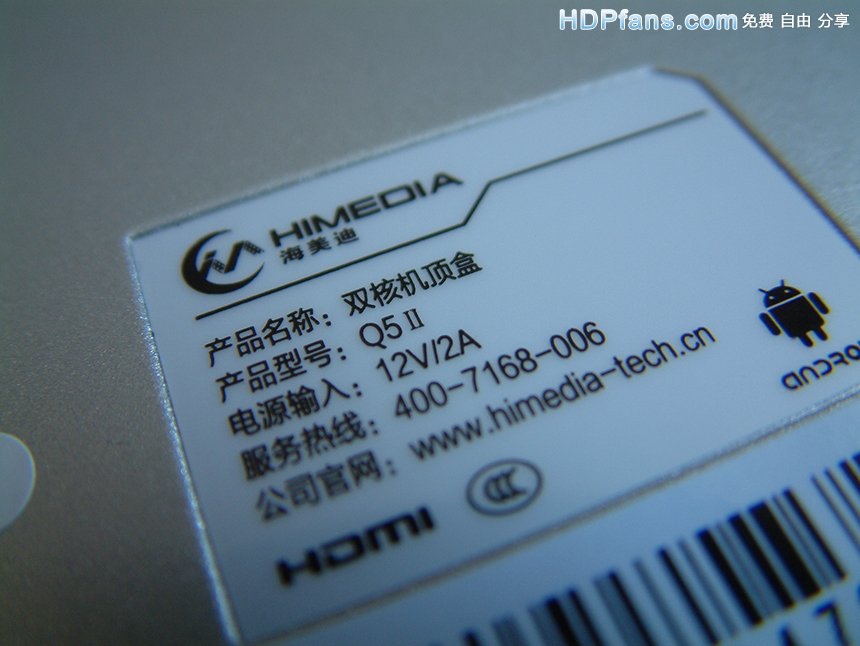 HDPfans.com 免费 自由 分享
HIMEDIA
海美迪
产品名称：双核机顶盒
产品型号：Q5Ⅱ
电源输入：12V/2A
服务热线：400-7168-006
公司官网：www.himedia-tech.cn
ANDRO
HDMI
CCC